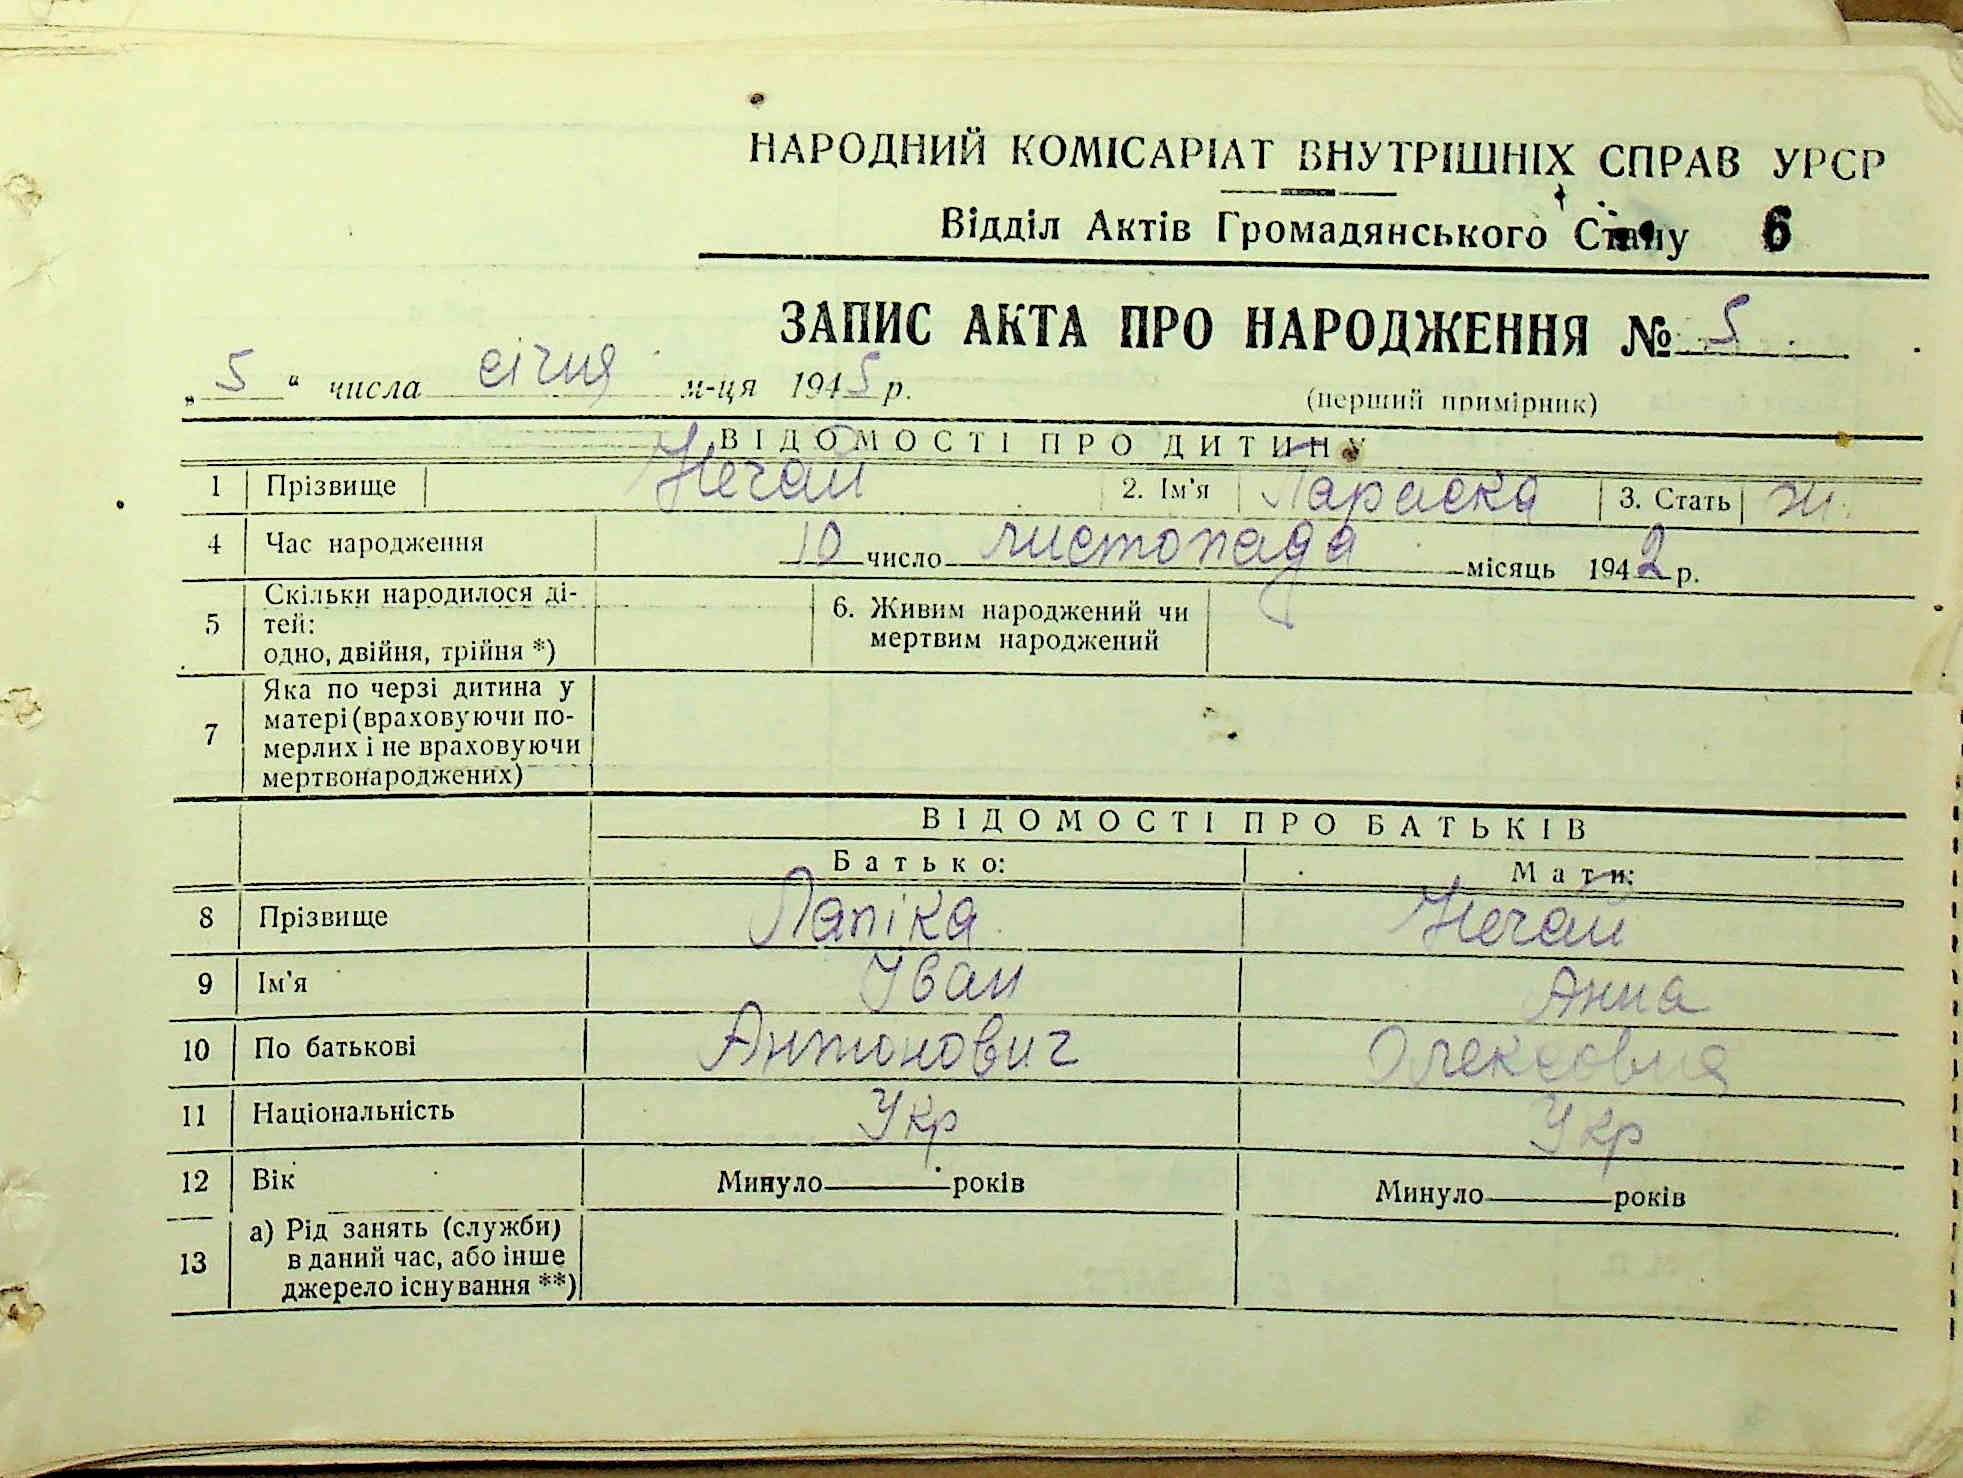 НАРОДНИЙ КОМІСАРІАТ ВНУТРІШНІХ СПРАВ УРСР
Відділ Актів Громадянського Стану 6
ЗАПИС АКТА ПРО НАРОДЖЕННЯ № 5
„5“ числа січня м-ця 1945 р. (перший примірник)
ВІДОМОСТІ ПРО ДИТИНУ
1 Прізвище Нечай 2. Ім'я Параска 3. Стать ж.
4 Час народження 10 число листопада місяць 1942 р.
5 Скільки народилося ді-
тей:
одно, двійня, трійня *)
6. Живим народжений чи
мертвим народжений
7 Яка по черзі дитина у
матері (враховуючи по-
мерлих і не враховуючи
мертвонароджених)
ВІДОМОСТІ ПРО БАТЬКІВ
Батько: Мати:
8 Прізвище Лапіка Нечай
9 Ім'я Іван Анна
10 По батькові Антонович Олексовна
11 Національність Укр Укр
12 Вік Минуло років Минуло років
13 а) Рід занять (служби)
в даний час, або інше
джерело існування **)